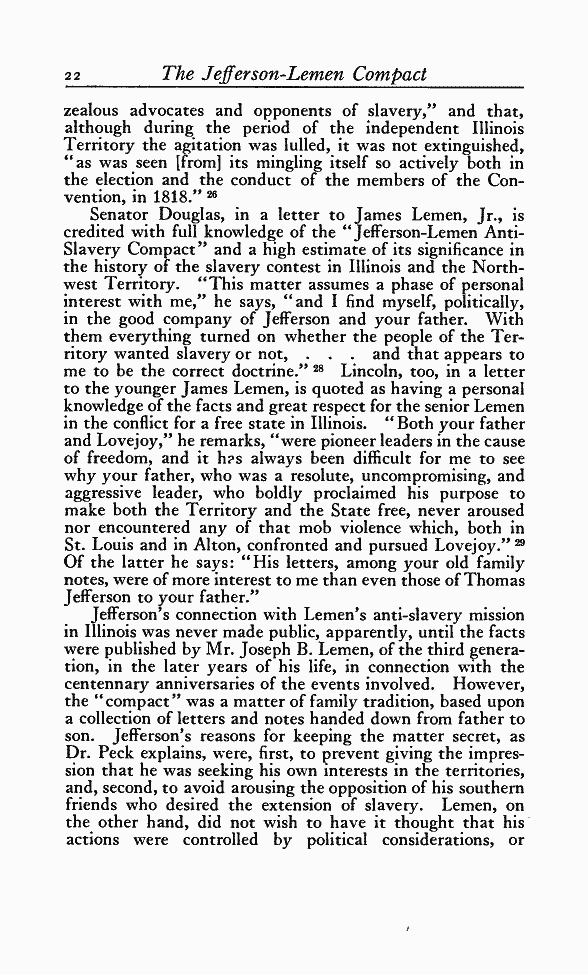 22 The Jefferson-Lemen Compact
zealous advocates and opponents of slavery,” and that,
although during the period of the independent Illinois
Territory the agitation was lulled, it was not extinguished,
“as was seen [from] its mingling itself so actively both in
the election and the conduct of the members of the Con-
vention, in 1818.” 26
Senator Douglas, in a letter to James Lemen, Jr., is
credited with full knowledge of the “Jefferson-Lemen Anti-
Slavery Compact” and a high estimate of its significance in
the history of the slavery contest in Illinois and the North-
west Territory. “This matter assumes a phase of personal
interest with me,” he says, “and I find myself, politically,
in the good company of Jefferson and your father. With
them everything turned on whether the people of the Ter-
ritory wanted slavery or not, . . . and that appears to
me to be the correct doctrine.” 28 Lincoln, too, in a letter
to the younger James Lemen, is quoted as having a personal
knowledge of the facts and great respect for the senior Lemen
in the conflict for a free state in Illinois. “Both your father
and Lovejoy,” he remarks, “were pioneer leaders in the cause
of freedom, and it has always been difficult for me to see
why your father, who was a resolute, uncompromising, and
aggressive leader, who boldly proclaimed his purpose to
make both the Territory and the State free, never aroused
nor encountered any of that mob violence which, both in
St. Louis and in Alton, confronted and pursued Lovejoy.” 29
Of the latter he says: “His letters, among your old family
notes, were of more interest to me than even those of Thomas
Jefferson to your father.”
Jefferson’s connection with Lemen’s anti-slavery mission
in Illinois was never made public, apparently, until the facts
were published by Mr. Joseph B. Lemen, of the third genera-
tion, in the later years of his life, in connection with the
centennary anniversaries of the events involved. However,
the “compact” was a matter of family tradition, based upon
a collection of letters and notes handed down from father to
son. Jefferson’s reasons for keeping the matter secret, as
Dr. Peck explains, were, first, to prevent giving the impres-
sion that he was seeking his own interests in the territories,
and, second, to avoid arousing the opposition of his southern
friends who desired the extension of slavery. Lemen, on
the other hand, did not wish to have it thought that his
actions were controlled by political considerations, or